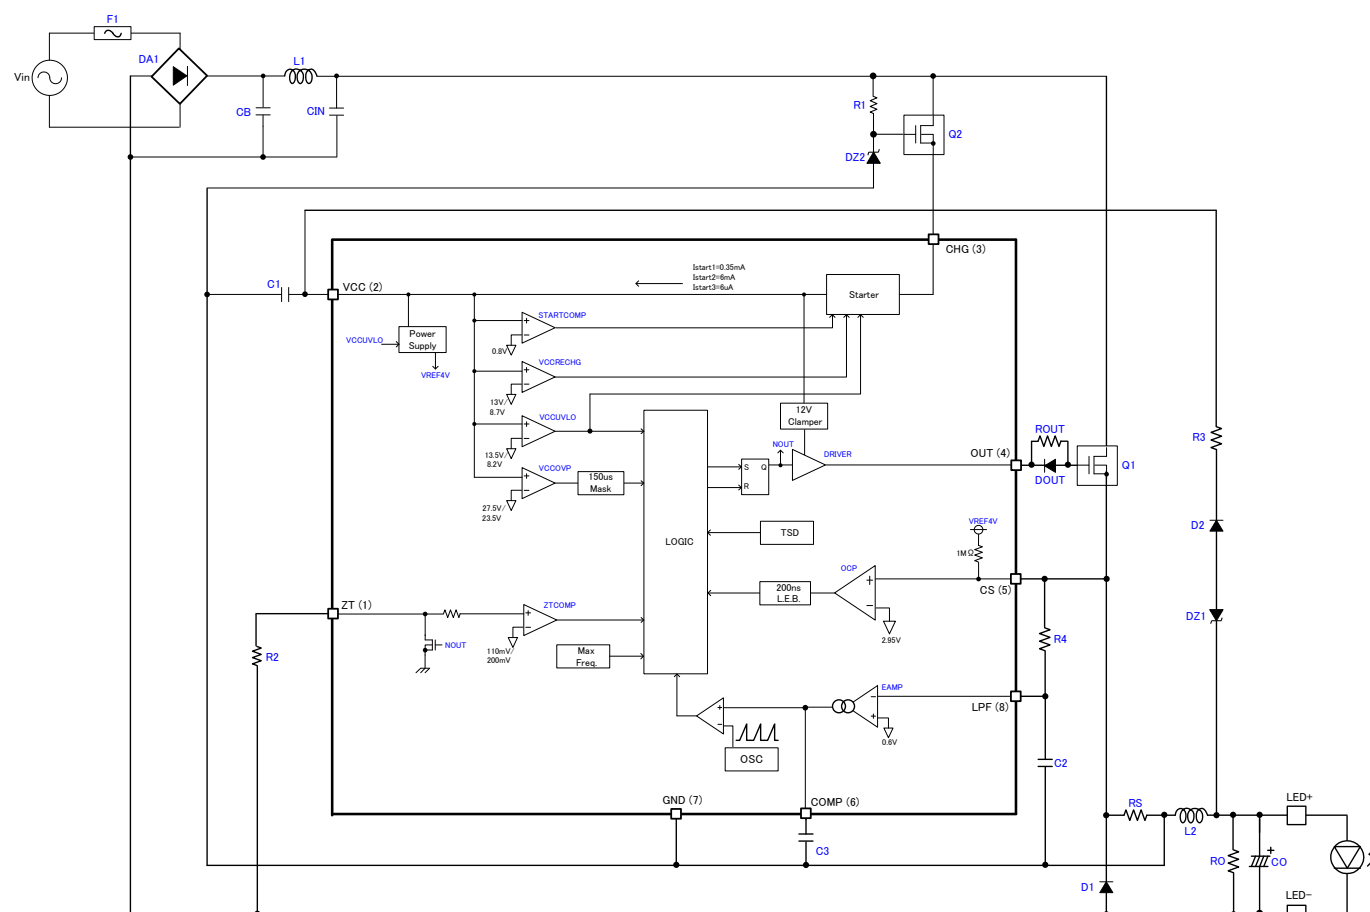 F1
Vin
DA1
L1
CB
CIN
R1
Q2
DZ2
CHG (3)
C1
VCC (2)
Istart1=0.35mA
Istart2=6mA
Istart3=6uA
Starter
STARTCOMP
0.8V
Power
Supply
VCCUVLO
VREF4V
VCCRECHG
13V/
8.7V
12V
Clamper
VCCUVLO
13.5V/
8.2V
NOUT
DRIVER
S
Q
R
OUT (4)
ROUT
DOUT
Q1
R3
VCCOVP
150us
Mask
27.5V/
23.5V
LOGIC
TSD
VREF4V
1MΩ
D2
OCP
200ns
L.E.B.
2.95V
CS (5)
ZT (1)
ZTCOMP
110mV/
200mV
NOUT
Max
Freq.
R2
R4
DZ1
EAMP
0.6V
LPF (8)
OSC
C2
GND (7)
COMP (6)
C3
RS
L2
LED+
RO
+
CO
D1
LED-